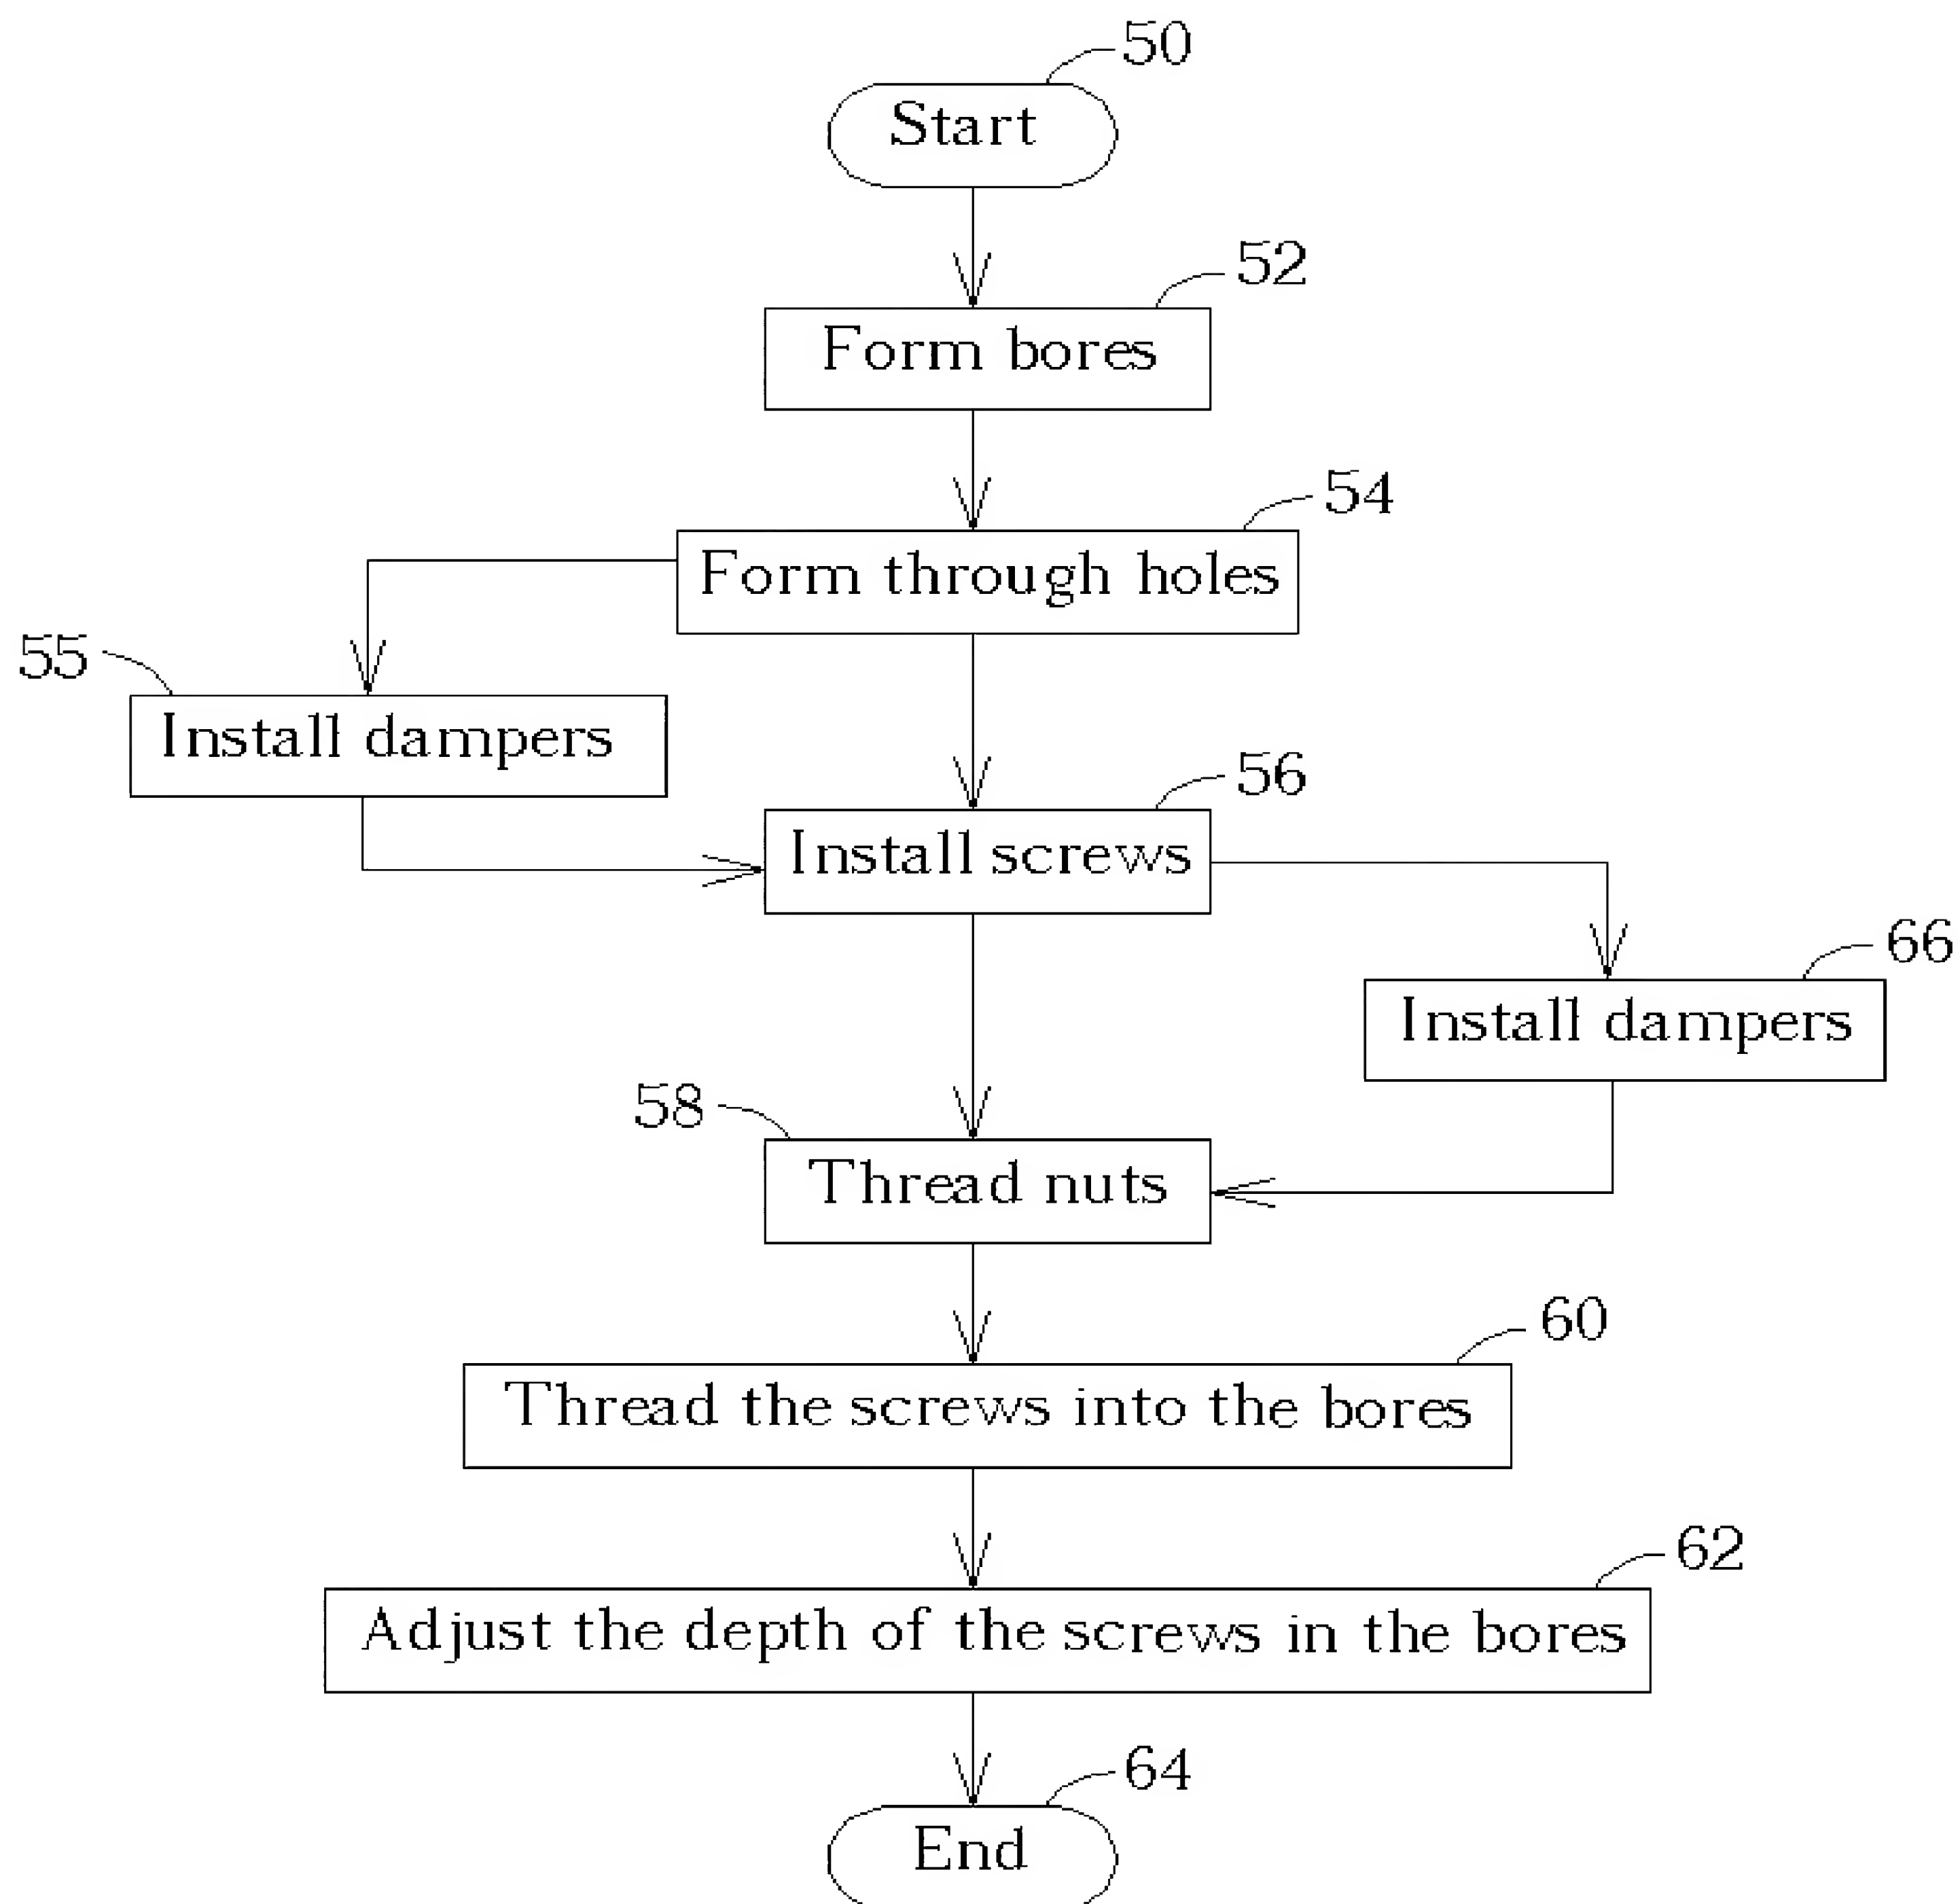 50
Start
52
Form bores
54
Form through holes
55
Install dampers
56
Install screws
66
Install dampers
58
Thread nuts
60
Thread the screws into the bores
62
Adjust the depth of the screws in the bores
64
End